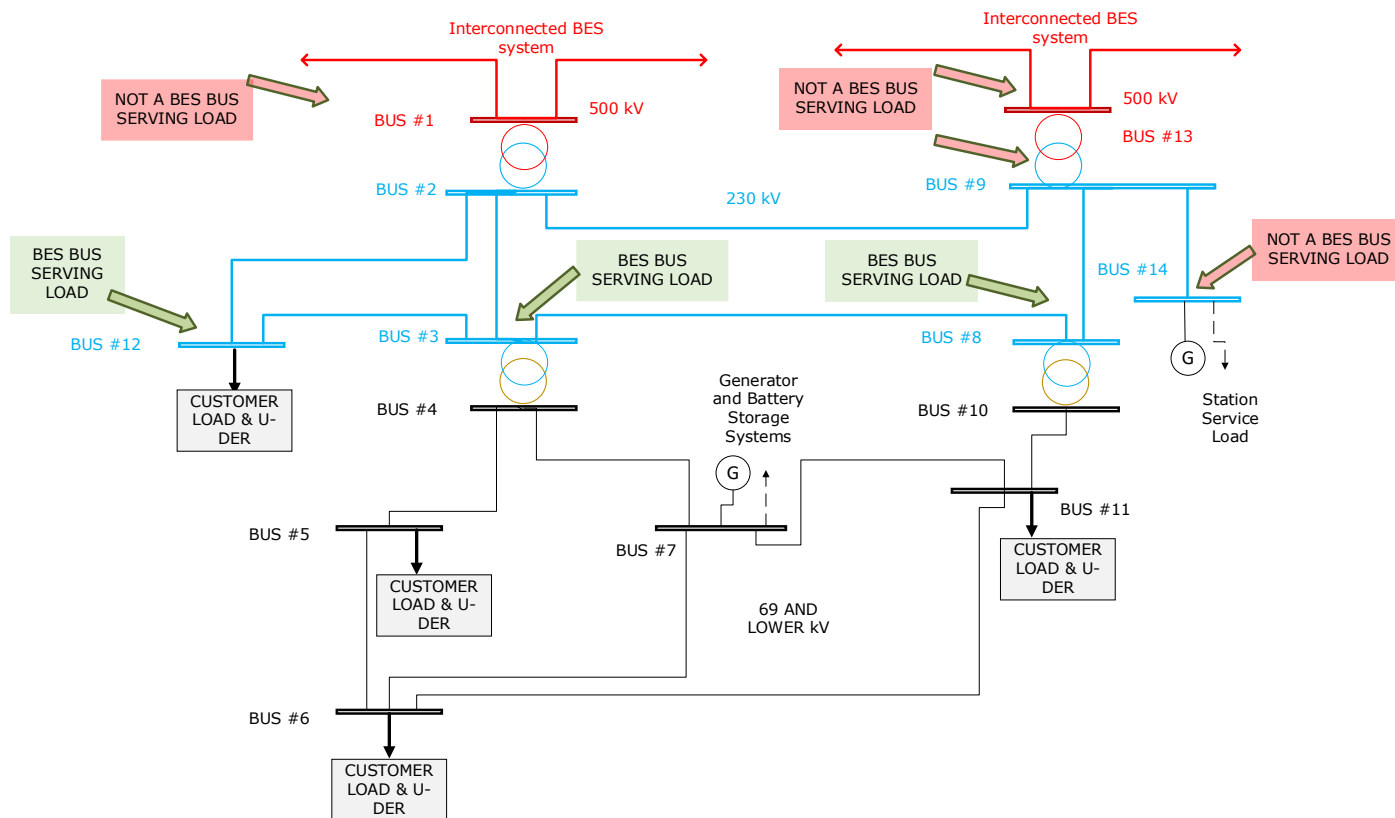 Interconnected BES
system
Interconnected BES
system
NOT A BES BUS
SERVING LOAD
500 kV
BUS #1
NOT A BES BUS
SERVING LOAD
500 kV
BUS #13
BUS #2
BUS #9
230 kV
BES BUS
SERVING
LOAD
BES BUS
SERVING LOAD
BES BUS
SERVING LOAD
NOT A BES BUS
SERVING LOAD
BUS #14
BUS #12
BUS #3
BUS #8
G
CUSTOMER
LOAD & U-
DER
BUS #4
Generator
and Battery
Storage
Systems
BUS #10
Station
Service
Load
G
BUS #5
BUS #7
BUS #11
CUSTOMER
LOAD & U-
DER
CUSTOMER
LOAD & U-
DER
69 AND
LOWER kV
BUS #6
CUSTOMER
LOAD & U-
DER